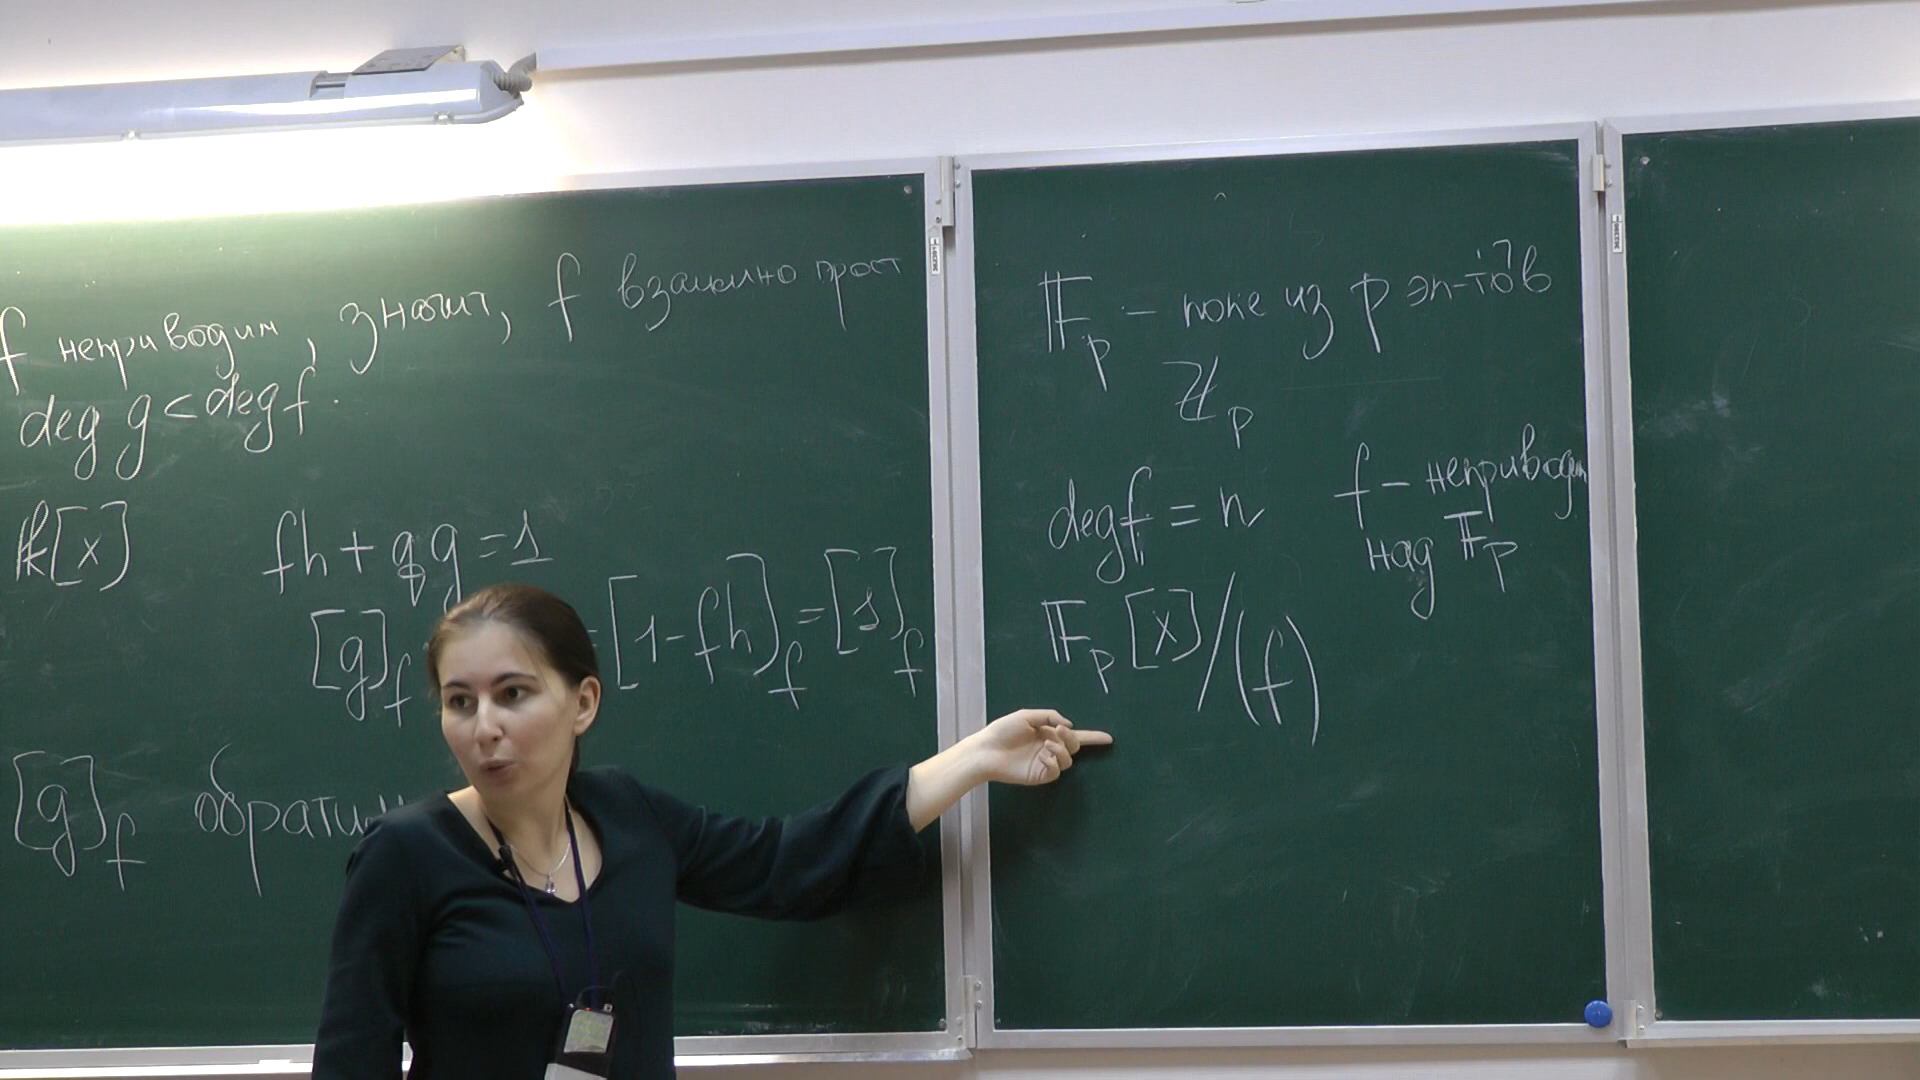 f неприводим, значит, f взаимно прост
deg g < deg f.
k[x]
fh + qg = 1
[g]_f = [1 - fh]_f = [1]_f
[g]_f обратим
F_p – поле из p эл-тов
Z_p
deg f = n
f – неприводим
над F_p
F_p[x]/(f)